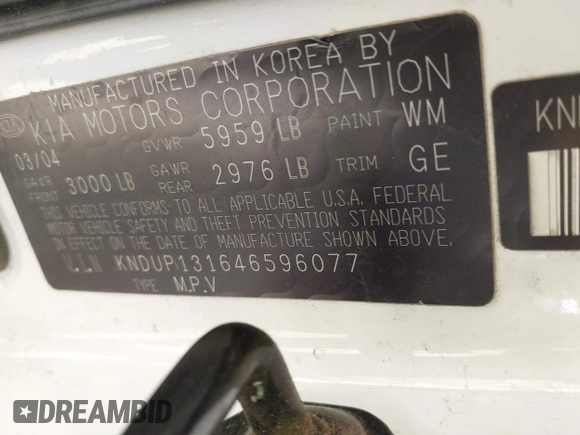 MANUFACTURED IN KOREA BY
KIA KIA MOTORS CORPORATION
03/04 GVWR 5959 LB PAINT WM
GAWR FRONT 3000 LB GAWR REAR 2976 LB TRIM GE
THIS VEHICLE CONFORMS TO ALL APPLICABLE U.S.A. FEDERAL
MOTOR VEHICLE SAFETY AND THEFT PREVENTION STANDARDS
IN EFFECT ON THE DATE OF MANUFACTURE SHOWN ABOVE.
V.I.N KNDUP131646596077
TYPE M.P.V
KN
DREAMBID